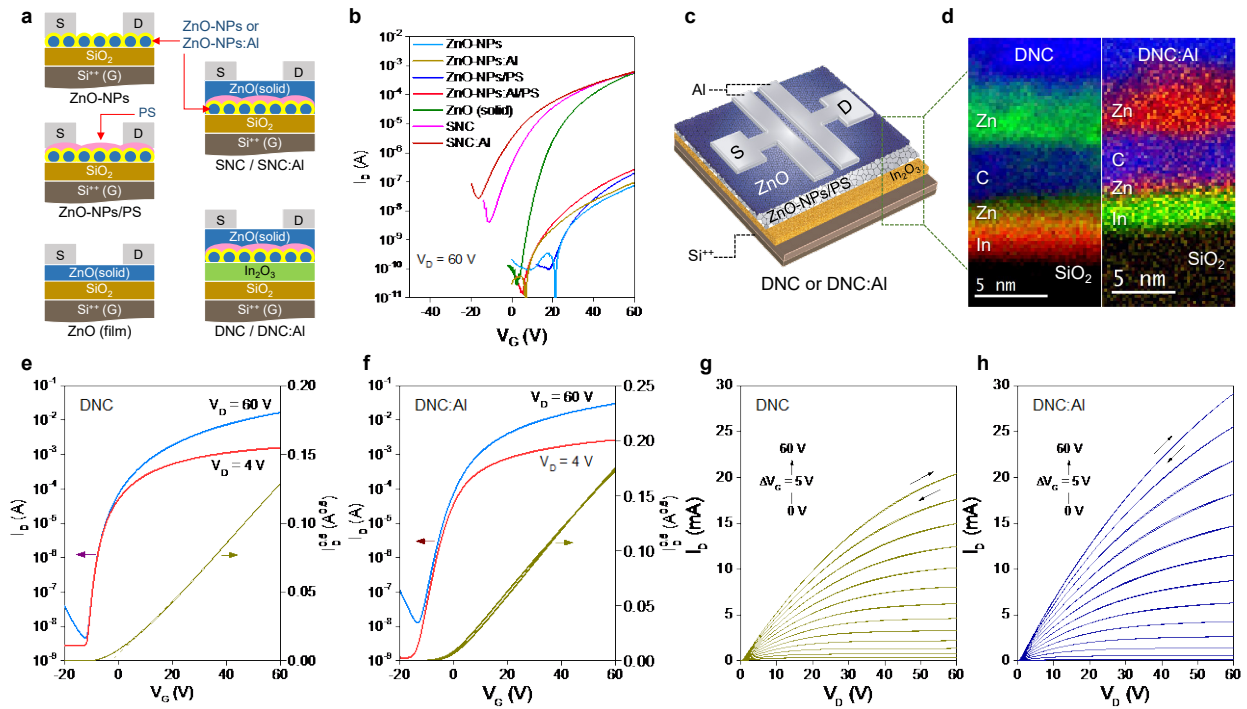 a
S
D
ZnO-NPs or
ZnO-NPs:Al
SiO2
Si++ (G)
ZnO-NPs
PS
SiO2
Si++ (G)
ZnO-NPs/PS
S
D
ZnO(solid)
SiO2
Si++ (G)
ZnO (film)
S
D
ZnO(solid)
SiO2
Si++ (G)
SNC / SNC:Al
S
D
ZnO(solid)
In2O3
SiO2
Si++ (G)
DNC / DNC:Al
b
10-2
10-3
10-4
10-5
10-6
10-7
10-8
10-9
10-10
10-11
ID (A)
ZnO-NPs
ZnO-NPs:Al
ZnO-NPs/PS
ZnO-NPs:Al/PS
ZnO (solid)
SNC
SNC:Al
VD = 60 V
-40 -20 0 20 40 60
VG (V)
c
Al
D
S
ZnO
ZnO-NPs/PS
In2O3
Si++
DNC or DNC:Al
d
DNC
Zn
C
Zn
In
SiO2
5 nm
DNC:Al
Zn
C
Zn
In
SiO2
5 nm
e
10-1
10-2
10-3
10-4
10-5
10-6
10-7
10-8
10-9
ID (A)
DNC
VD = 60 V
VD = 4 V
0.20
0.15
0.10
0.05
0.00
ID0.5 (A0.5)
-20 0 20 40 60
VG (V)
f
10-1
10-2
10-3
10-4
10-5
10-6
10-7
10-8
10-9
ID (A)
DNC:Al
VD = 60 V
VD = 4 V
0.25
0.20
0.15
0.10
0.05
0.00
ID0.5 (A0.5)
-20 0 20 40 60
VG (V)
g
30
25
20
15
10
5
0
ID (mA)
DNC
60 V
ΔVG = 5 V
0 V
0 10 20 30 40 50 60
VD (V)
h
30
25
20
15
10
5
0
ID (mA)
DNC:Al
60 V
ΔVG = 5 V
0 V
0 10 20 30 40 50 60
VD (V)